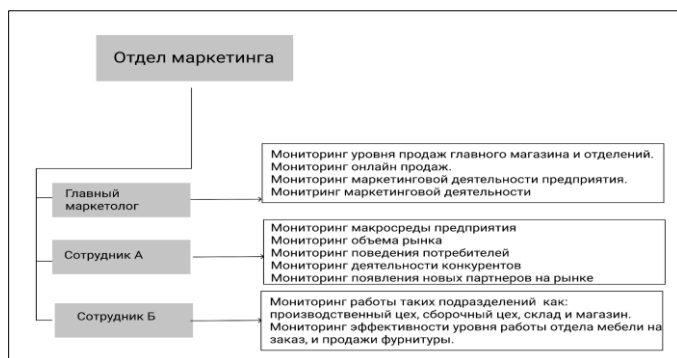 Отдел маркетинга
Главный
маркетолог
Мониторинг уровня продаж главного магазина и отделений.
Мониторинг онлайн продаж.
Мониторинг маркетинговой деятельности предприятия.
Монитринг маркетинговой деятельности
Сотрудник А
Мониторинг макросреды предприятия
Мониторинг объема рынка
Мониторинг поведения потребителей
Мониторинг деятельности конкурентов
Мониторинг появления новых партнеров на рынке
Сотрудник Б
Мониторинг работы таких подразделений как:
производственный цех, сборочный цех, склад и магазин.
Мониторинг эффективности уровня работы отдела мебели на
заказ, и продажи фурнитуры.